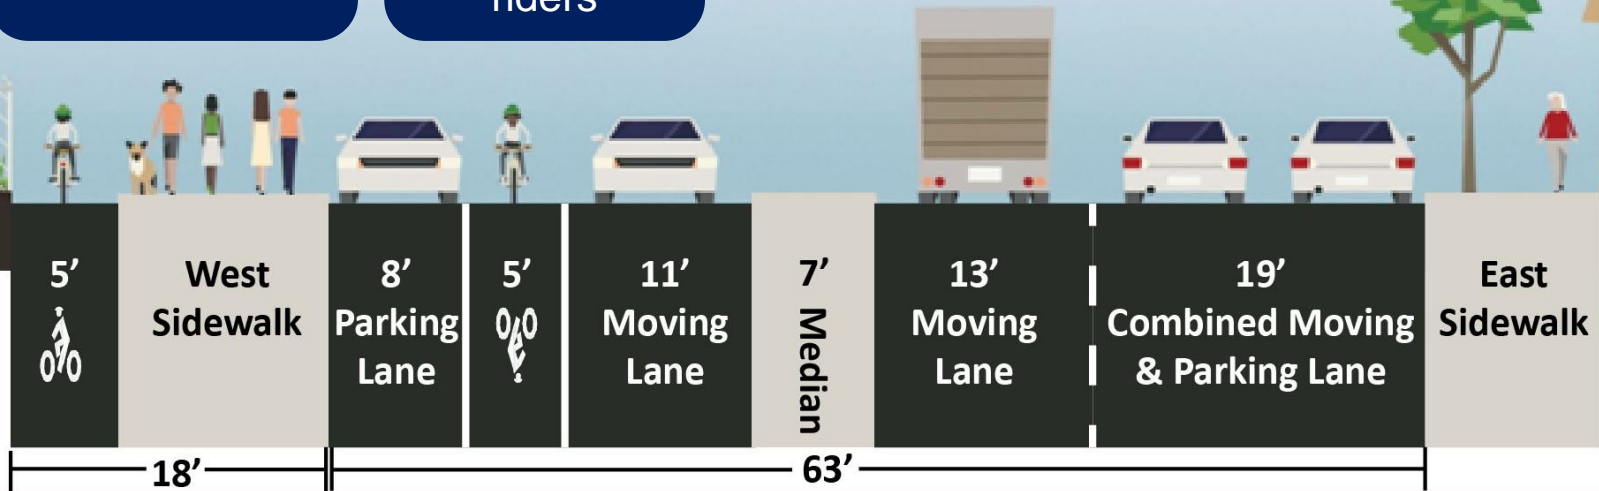 riders
5’
West
Sidewalk
8’
Parking
Lane
5’
11’
Moving
Lane
7’ Median
13’
Moving
Lane
19’
Combined Moving
& Parking Lane
East
Sidewalk
18’
63’